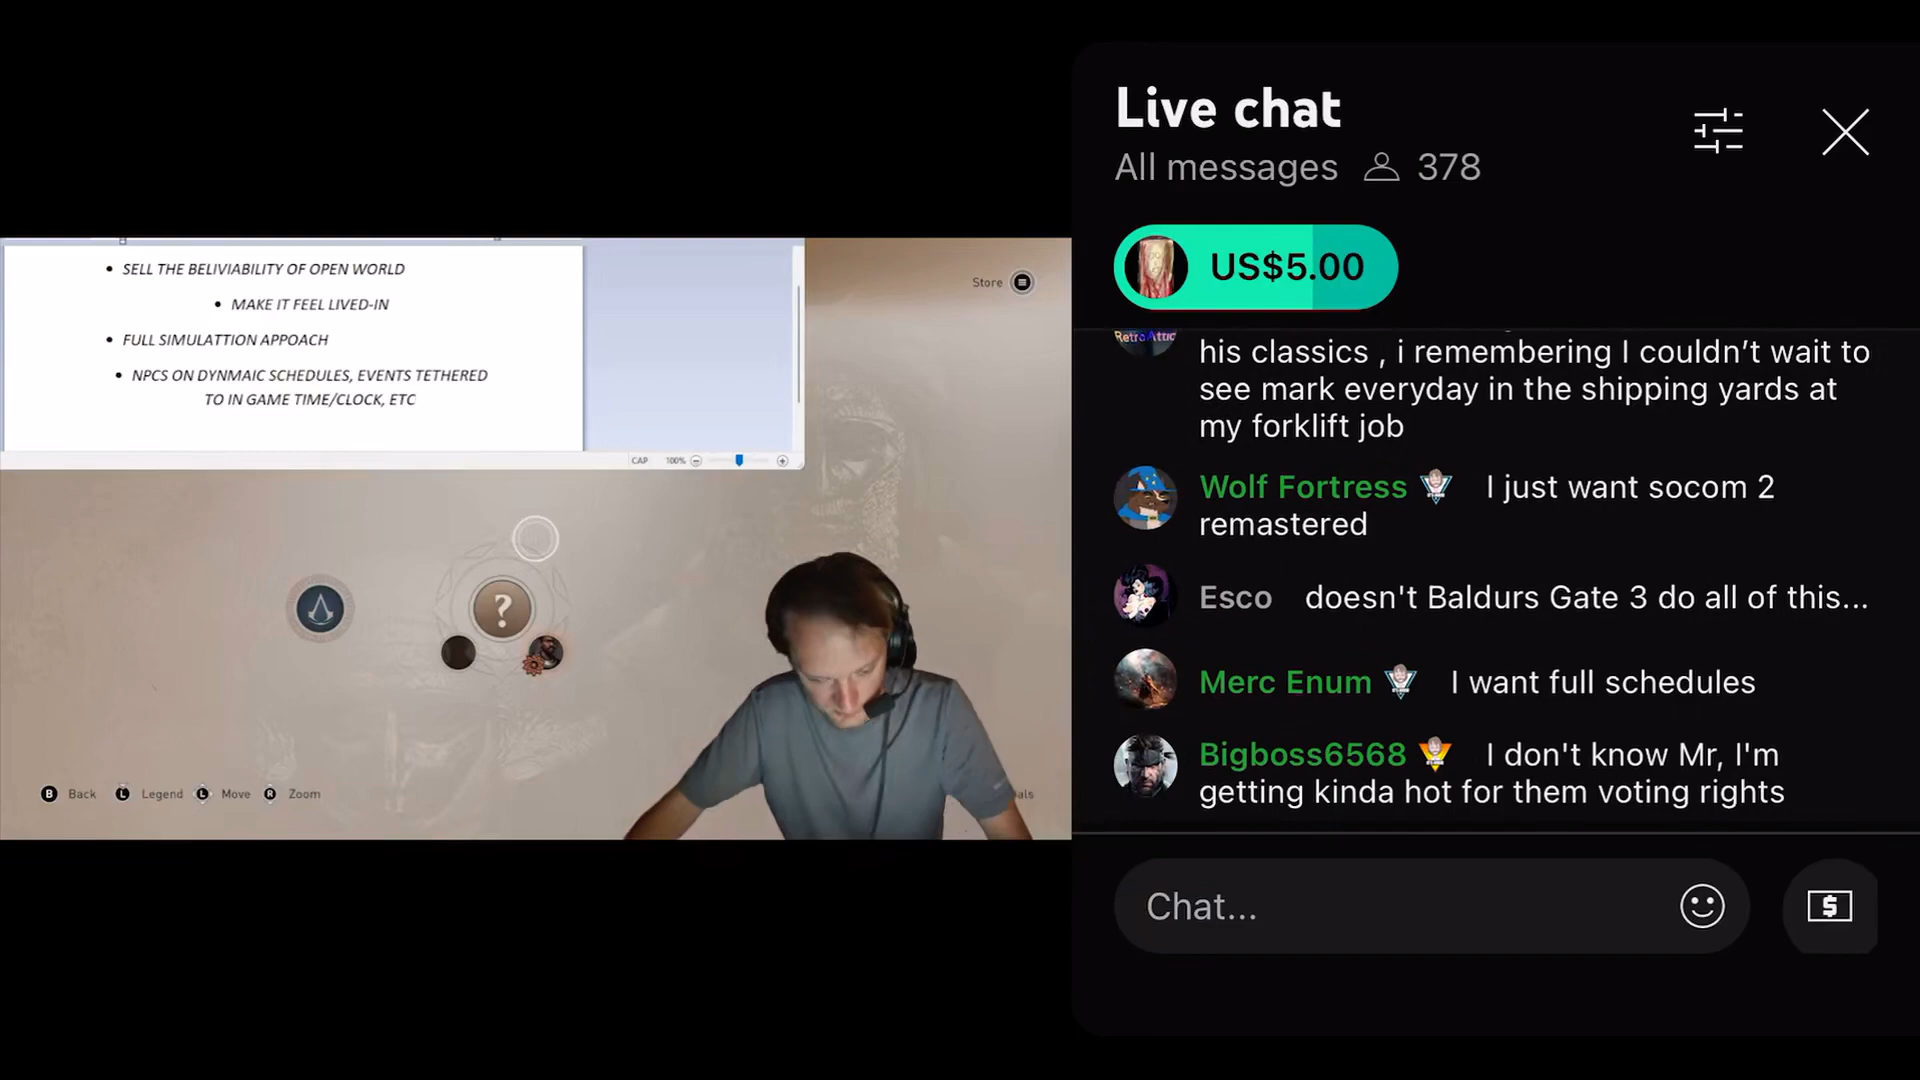 SELL THE BELIVIABILITY OF OPEN WORLD
MAKE IT FEEL LIVED-IN
FULL SIMULATTION APPOACH
NPCS ON DYNMAIC SCHEDULES, EVENTS TETHERED
TO IN GAME TIME/CLOCK, ETC
CAP 100%
Store
?
B Back L Legend L Move R Zoom
als
Live chat
All messages 378
US$5.00
RetroAttic
his classics , i remembering I couldn’t wait to
see mark everyday in the shipping yards at
my forklift job
Wolf Fortress I just want socom 2
remastered
Esco doesn't Baldurs Gate 3 do all of this...
Merc Enum I want full schedules
Bigboss6568 I don't know Mr, I'm
getting kinda hot for them voting rights
Chat...
$